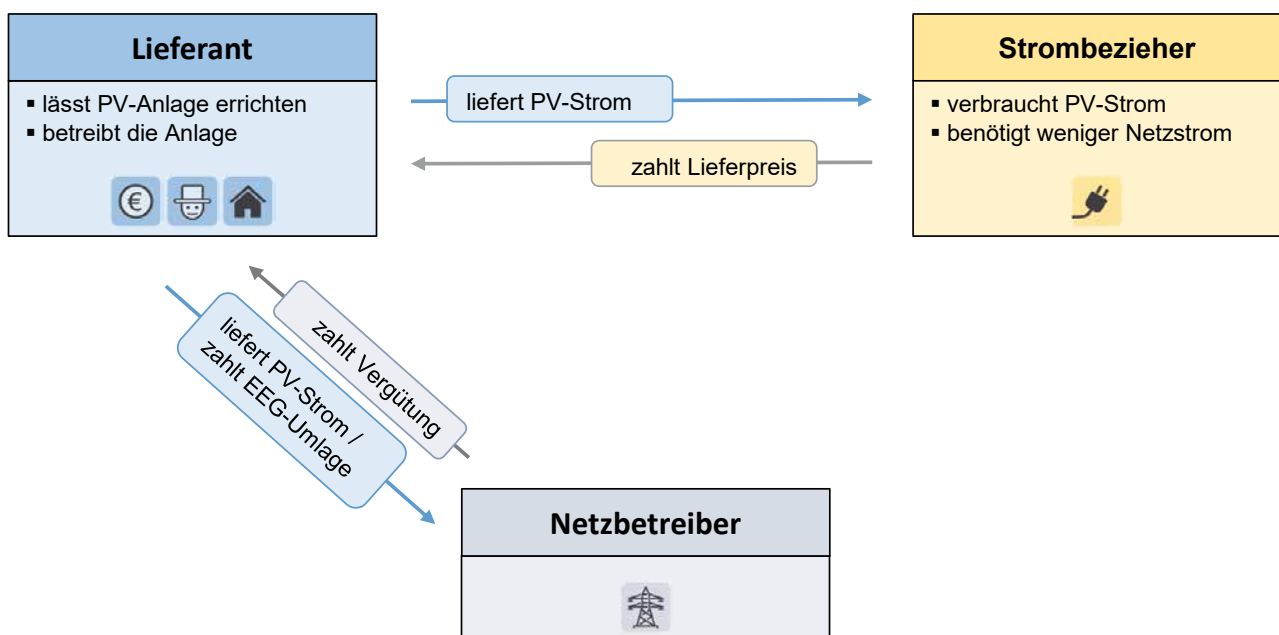 Lieferant
▪ lässt PV-Anlage errichten
▪ betreibt die Anlage
€
liefert PV-Strom
zahlt Lieferpreis
Strombezieher
▪ verbraucht PV-Strom
▪ benötigt weniger Netzstrom
zahlt Vergütung
liefert PV-Strom /
zahlt EEG-Umlage
Netzbetreiber